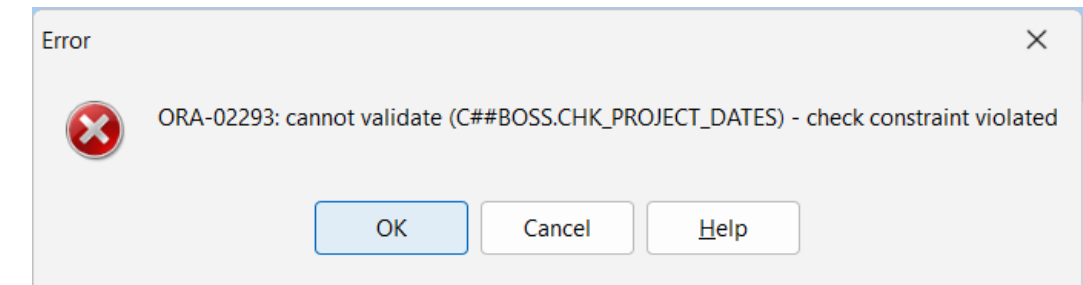 Error
ORA-02293: cannot validate (C##BOSS.CHK_PROJECT_DATES) - check constraint violated
OK
Cancel
Help